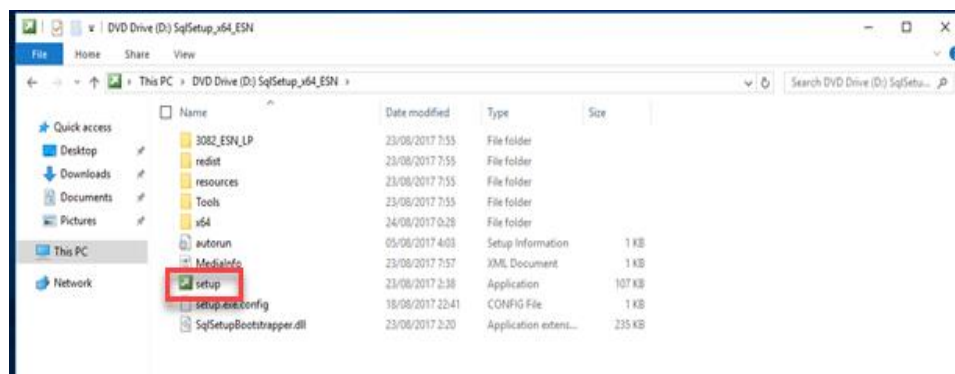 DVD Drive (D:) SqlSetup_x64_ESN
File Home Share View
This PC > DVD Drive (D:) SqlSetup_x64_ESN > Search DVD Drive (D:) SqlSetu...
Name Date modified Type Size
Quick access
Desktop
Downloads
Documents
Pictures
This PC
Network
3082_ESN_LP 23/08/2017 7:55 File folder
redist 23/08/2017 7:55 File folder
resources 23/08/2017 7:55 File folder
Tools 23/08/2017 7:55 File folder
x64 24/08/2017 0:28 File folder
autorun 05/08/2017 4:03 Setup Information 1 KB
MediaInfo 23/08/2017 7:57 XML Document 1 KB
setup 23/08/2017 2:38 Application 107 KB
setup.exe.config 18/08/2017 22:41 CONFIG File 1 KB
SqlSetupBootstrapper.dll 23/08/2017 2:20 Application extens... 235 KB